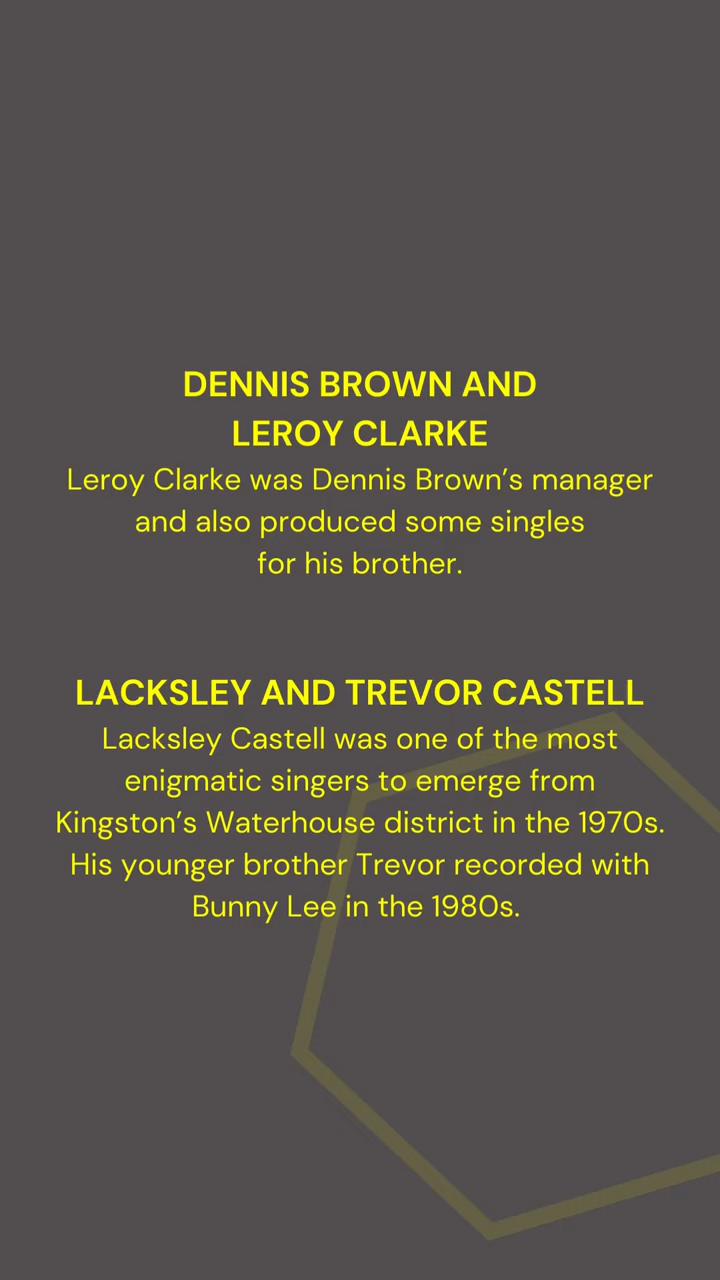 DENNIS BROWN AND
LEROY CLARKE
Leroy Clarke was Dennis Brown’s manager
and also produced some singles
for his brother.
LACKSLEY AND TREVOR CASTELL
Lacksley Castell was one of the most
enigmatic singers to emerge from
Kingston’s Waterhouse district in the 1970s.
His younger brother Trevor recorded with
Bunny Lee in the 1980s.